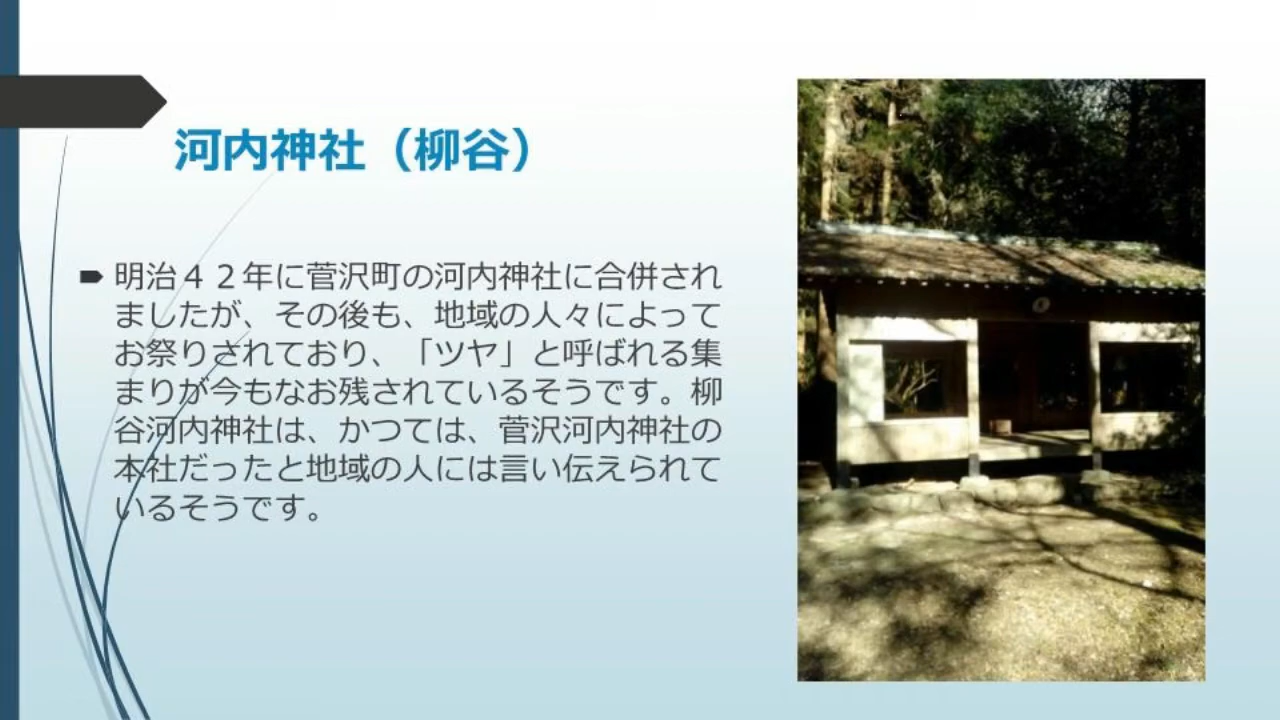 河内神社（柳谷）
明治４２年に菅沢町の河内神社に合併され
ましたが、その後も、地域の人々によって
お祭りされており、「ツヤ」と呼ばれる集
まりが今もなお残されているそうです。柳
谷河内神社は、かつては、菅沢河内神社の
本社だったと地域の人には言い伝えられて
いるそうです。